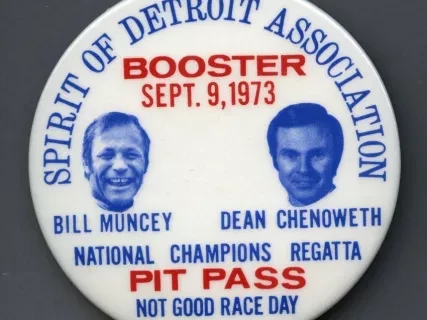 SPIRIT OF DETROIT ASSOCIATION
BOOSTER
SEPT. 9, 1973
BILL MUNCEY DEAN CHENOWETH
NATIONAL CHAMPIONS REGATTA
PIT PASS
NOT GOOD RACE DAY